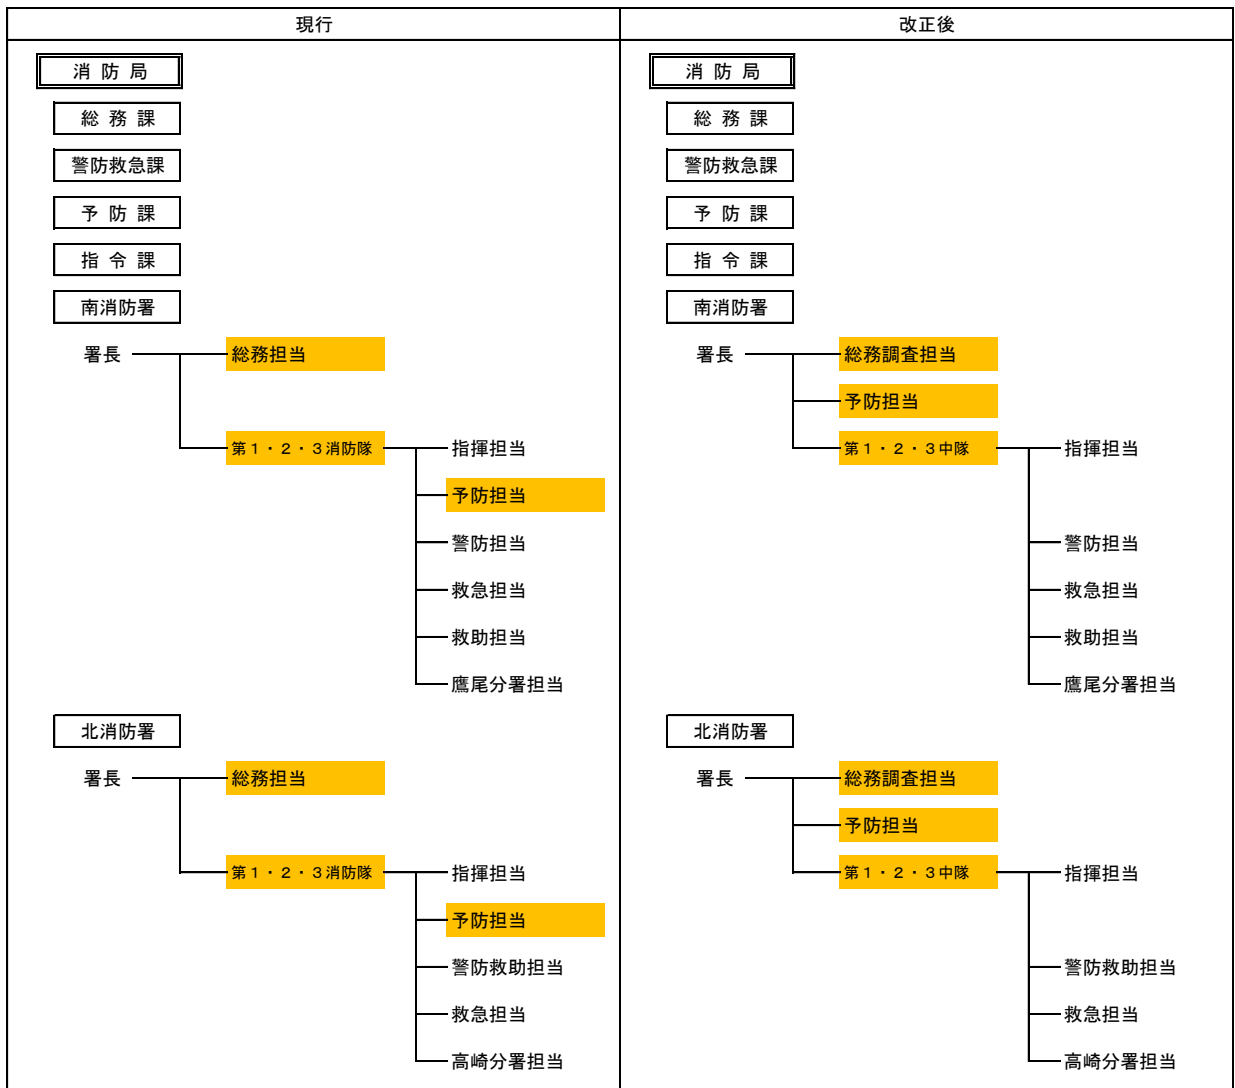 現行
消 防 局
総 務 課
警防救急課
予 防 課
指 令 課
南消防署
署長
総務担当
第１・２・３消防隊
指揮担当
予防担当
警防担当
救急担当
救助担当
鷹尾分署担当
北消防署
署長
総務担当
第１・２・３消防隊
指揮担当
予防担当
警防救助担当
救急担当
高崎分署担当
改正後
消 防 局
総 務 課
警防救急課
予 防 課
指 令 課
南消防署
署長
総務調査担当
予防担当
第１・２・３中隊
指揮担当
警防担当
救急担当
救助担当
鷹尾分署担当
北消防署
署長
総務調査担当
予防担当
第１・２・３中隊
指揮担当
警防救助担当
救急担当
高崎分署担当